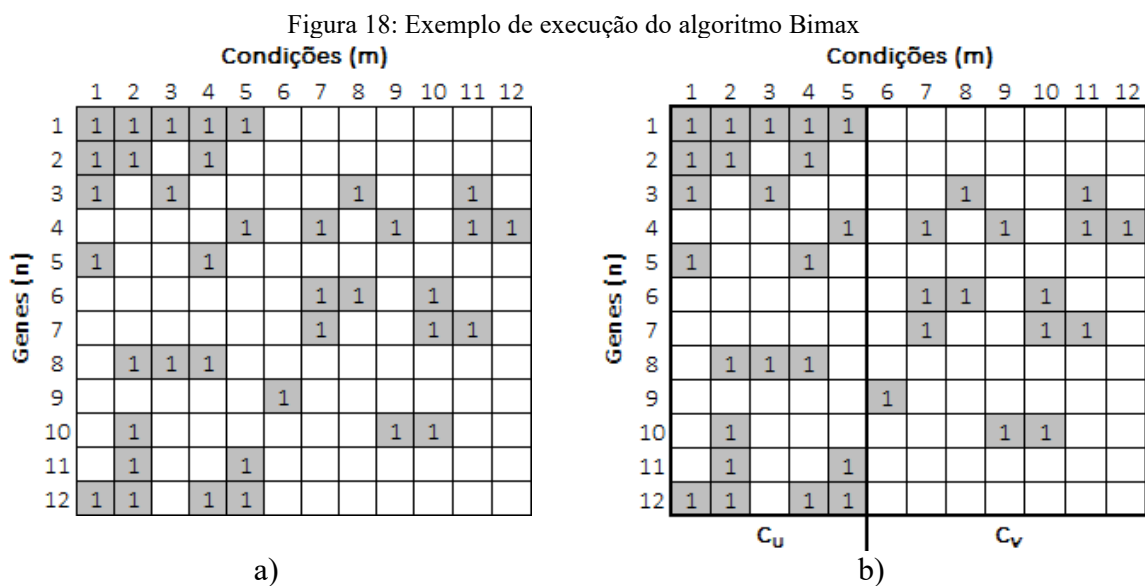 Figura 18: Exemplo de execução do algoritmo Bimax
Condições (m)
1 2 3 4 5 6 7 8 9 10 11 12
Genes (n)
1 1 1 1 1 1
2 1 1 1
3 1 1 1 1
4 1 1 1 1 1
5 1 1
6 1 1 1
7 1 1 1
8 1 1 1
9 1
10 1 1 1
11 1 1
12 1 1 1 1
a)
Condições (m)
1 2 3 4 5 6 7 8 9 10 11 12
Genes (n)
1 1 1 1 1 1
2 1 1 1
3 1 1 1 1
4 1 1 1 1 1
5 1 1
6 1 1 1
7 1 1 1
8 1 1 1
9 1
10 1 1 1
11 1 1
12 1 1 1 1
Cu Cv
b)